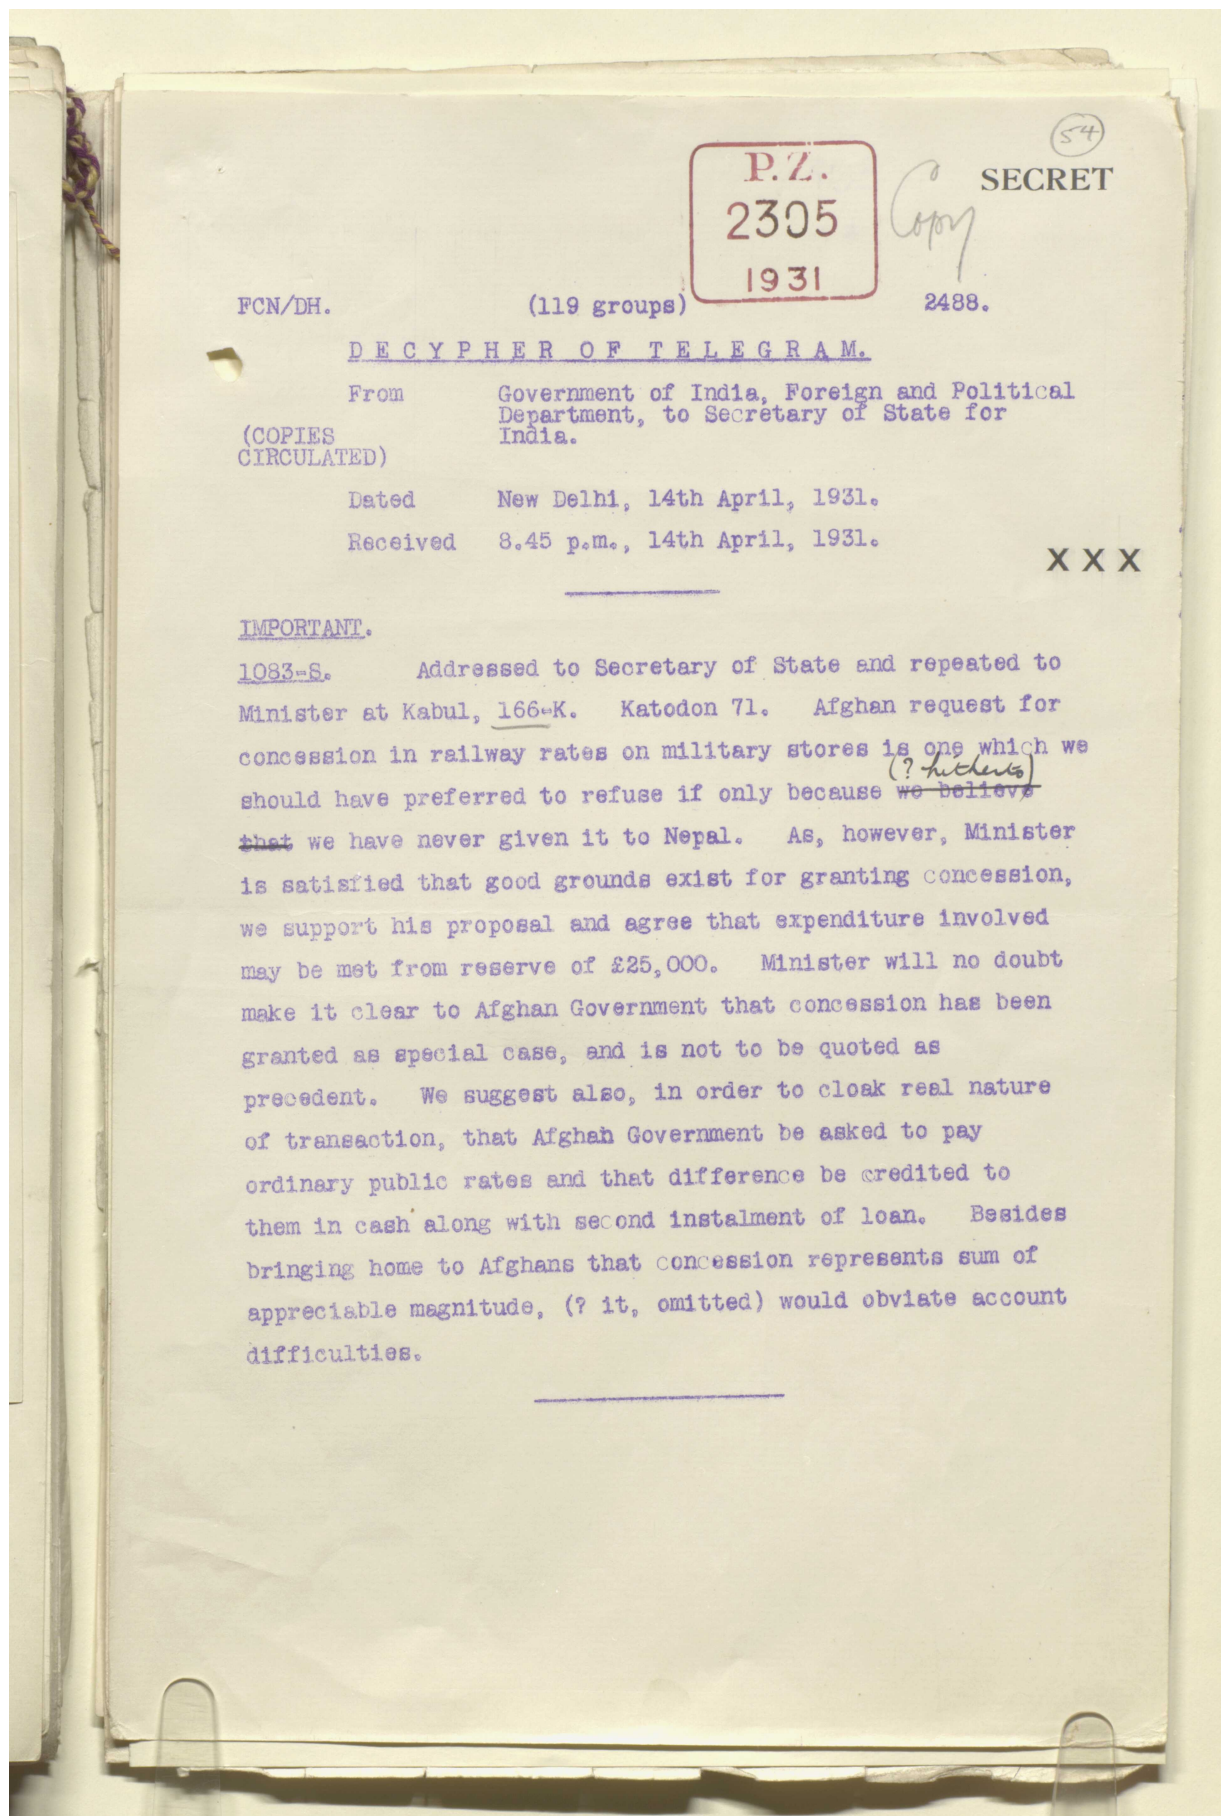 54
P.Z.
2305
1931
Copy
SECRET
FCN/DH. (119 groups) 2488.
DECYPHER OF TELEGRAM.
From Government of India, Foreign and Political
Department, to Secretary of State for
(COPIES India.
CIRCULATED)
Dated New Delhi, 14th April, 1931.
Received 8.45 p.m., 14th April, 1931.
XXX
IMPORTANT.
1083-S. Addressed to Secretary of State and repeated to
Minister at Kabul, 166-K. Katodon 71. Afghan request for
concession in railway rates on military stores is one which we
(? hitherto)
should have preferred to refuse if only because we believe
that we have never given it to Nepal. As, however, Minister
is satisfied that good grounds exist for granting concession,
we support his proposal and agree that expenditure involved
may be met from reserve of £25,000. Minister will no doubt
make it clear to Afghan Government that concession has been
granted as special case, and is not to be quoted as
precedent. We suggest also, in order to cloak real nature
of transaction, that Afghan Government be asked to pay
ordinary public rates and that difference be credited to
them in cash along with second instalment of loan. Besides
bringing home to Afghans that concession represents sum of
appreciable magnitude, (? it, omitted) would obviate account
difficulties.